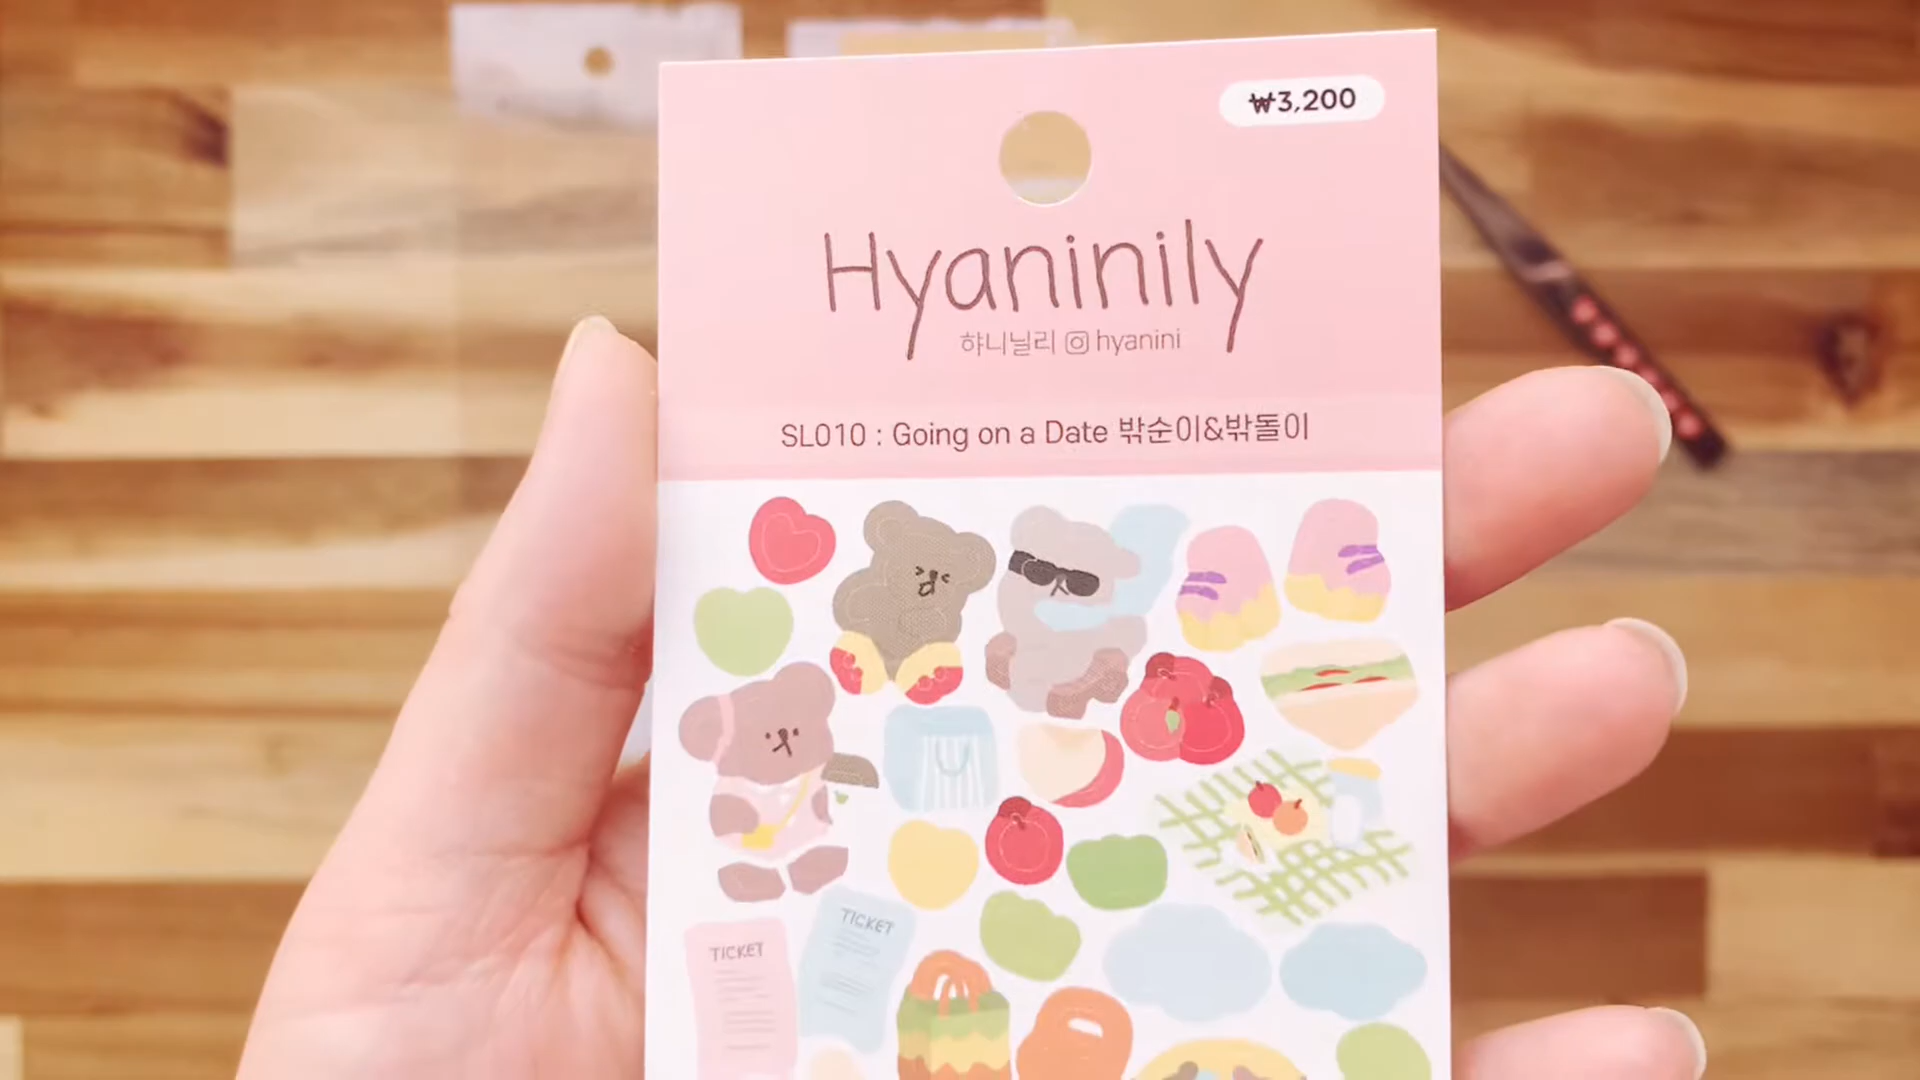 ₩3,200
Hyaninily
햐니닐리 hyanini
SL010 : Going on a Date 밖순이&밖돌이
TICKET
TICKET